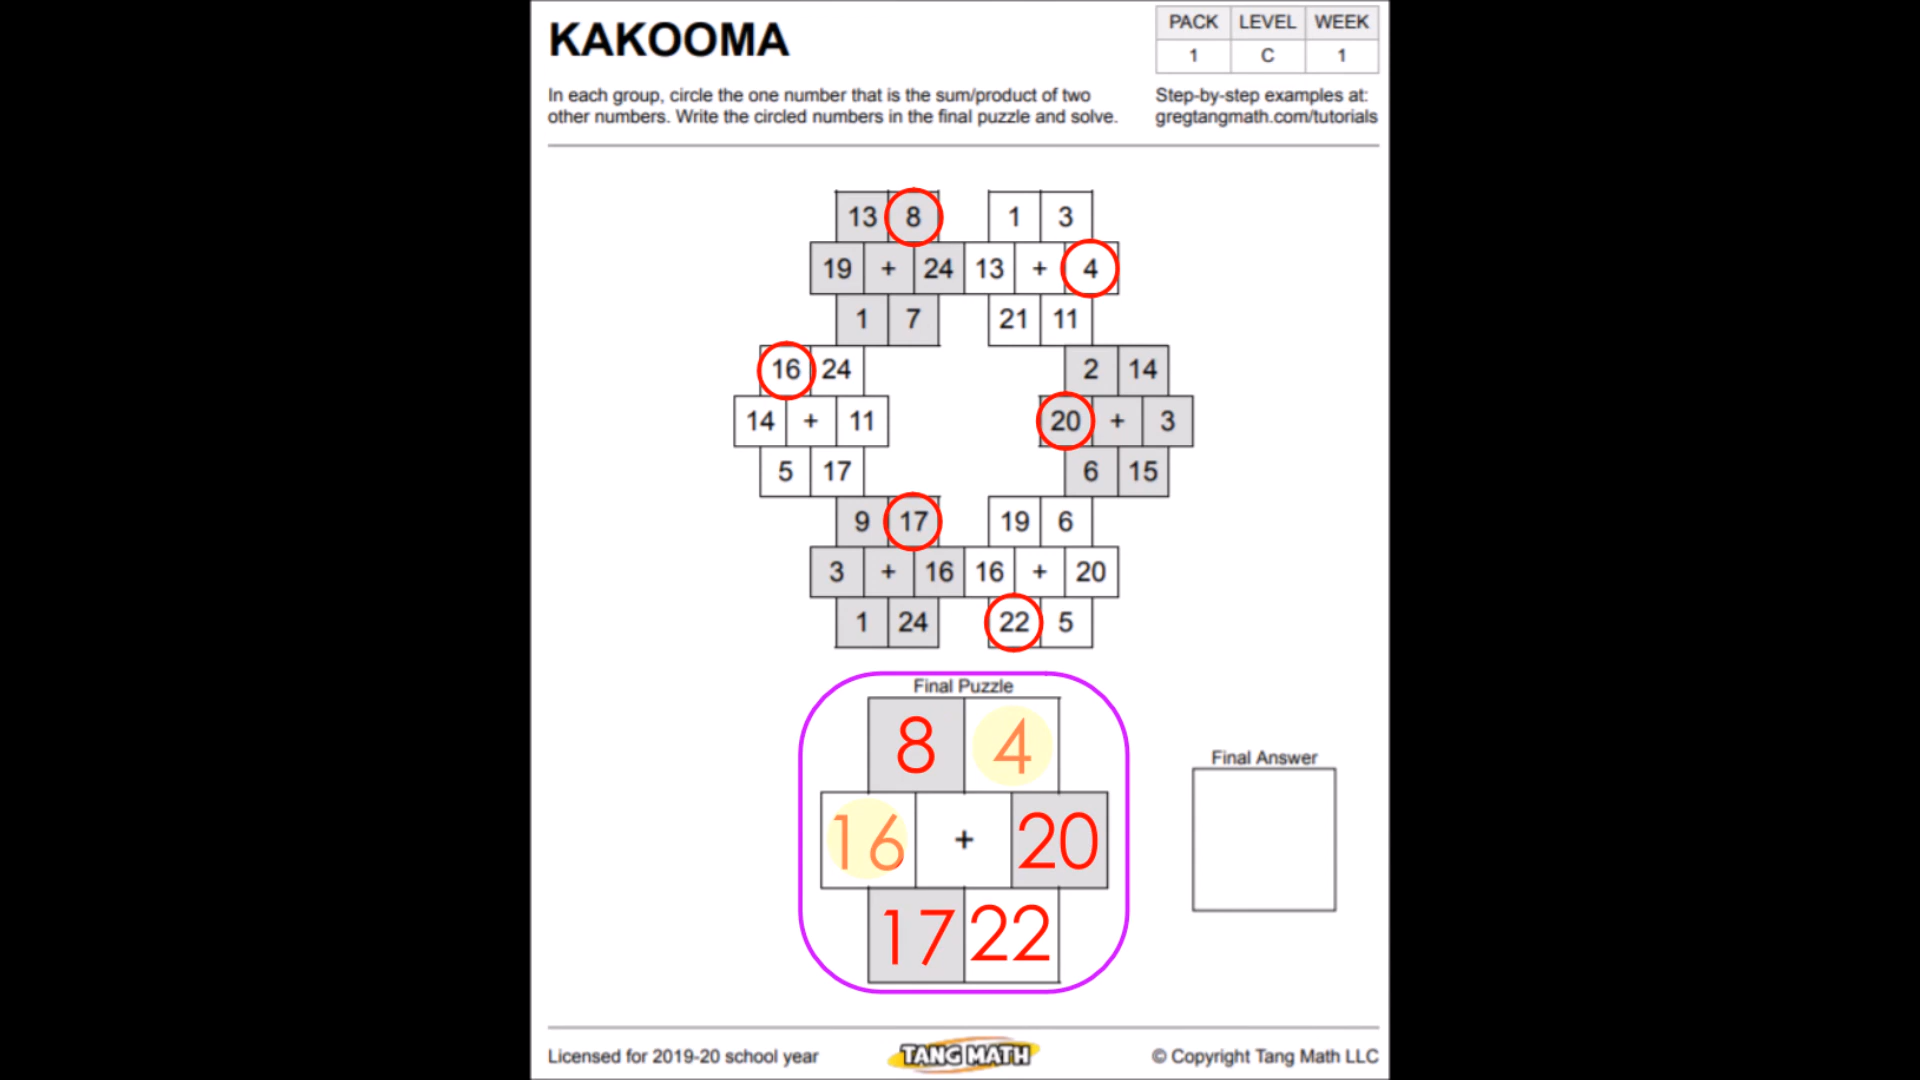 KAKOOMA
PACK LEVEL WEEK
1 C 1
In each group, circle the one number that is the sum/product of two
other numbers. Write the circled numbers in the final puzzle and solve.
Step-by-step examples at:
gregtangmath.com/tutorials
13 8 1 3
19 + 24 13 + 4
1 7 21 11
16 24 2 14
14 + 11 20 + 3
5 17 6 15
9 17 19 6
3 + 16 16 + 20
1 24 22 5
Final Puzzle
8 4
16 + 20
17 22
Final Answer
Licensed for 2019-20 school year
TANG MATH
© Copyright Tang Math LLC